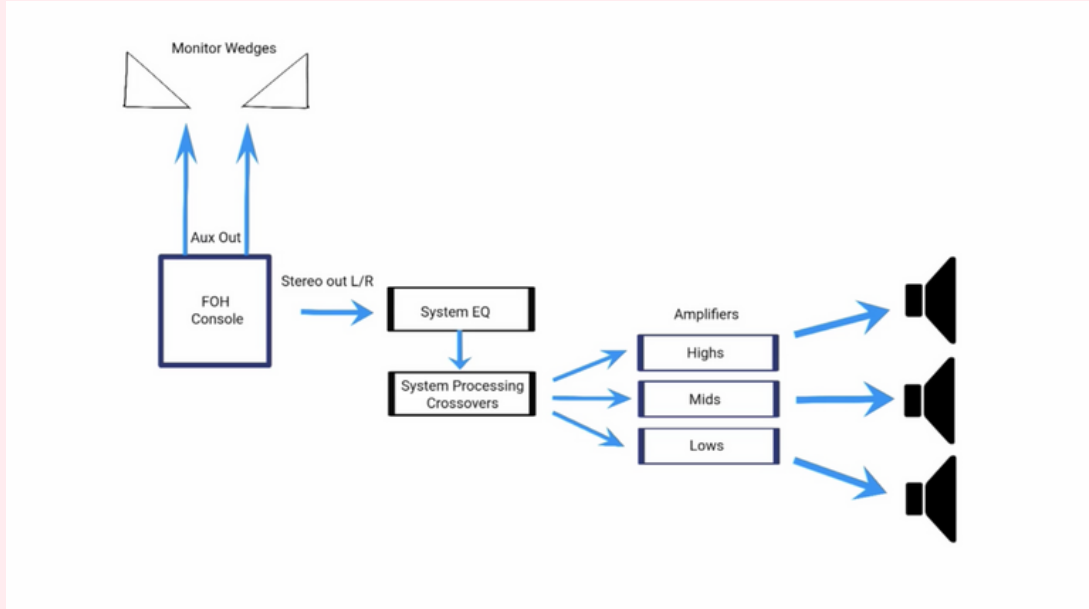 Monitor Wedges
Aux Out
FOH
Console
Stereo out L/R
System EQ
System Processing
Crossovers
Amplifiers
Highs
Mids
Lows